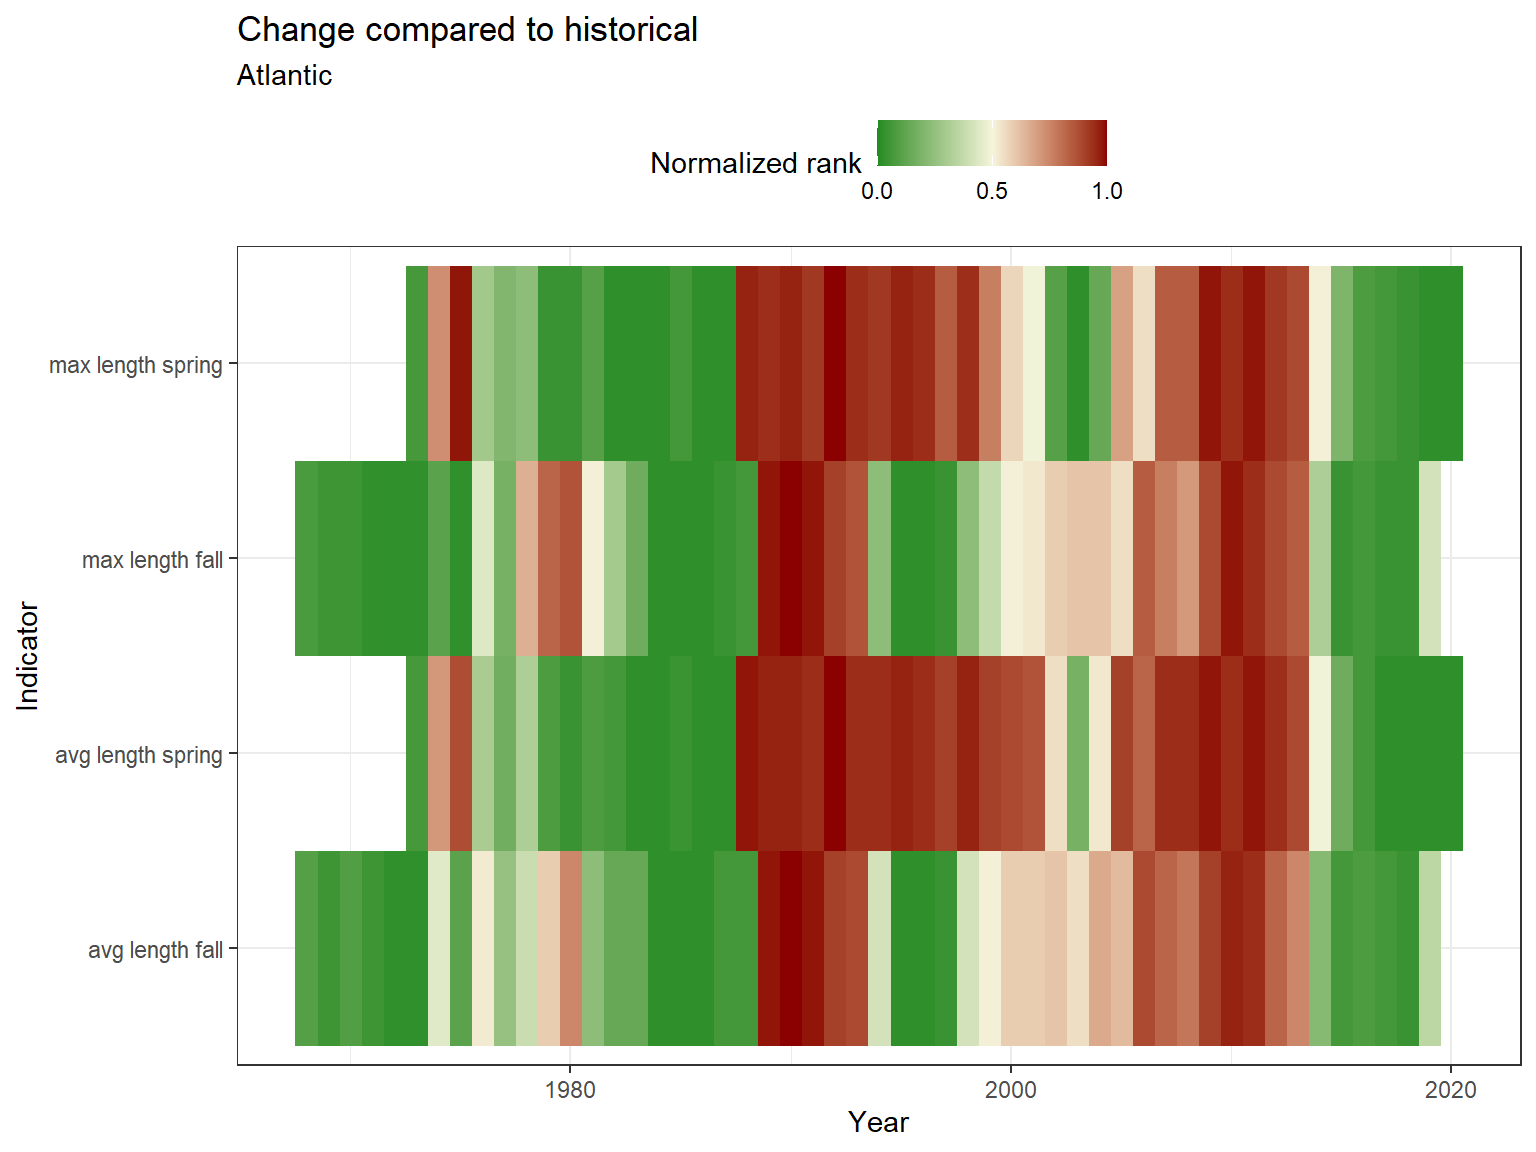 Change compared to historical
Atlantic
Normalized rank
0.0 0.5 1.0
Indicator
max length spring
max length fall
avg length spring
avg length fall
1980 2000 2020
Year